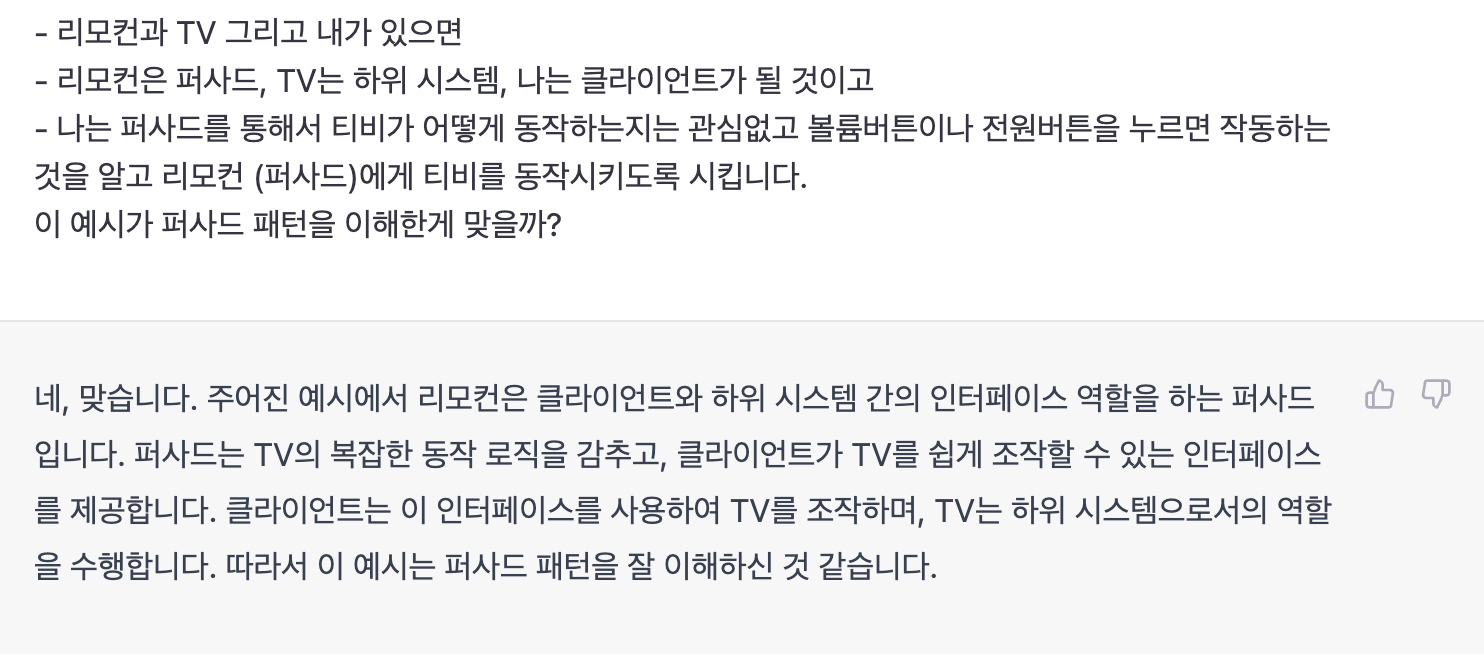 - 리모컨과 TV 그리고 내가 있으면
- 리모컨은 퍼사드, TV는 하위 시스템, 나는 클라이언트가 될 것이고
- 나는 퍼사드를 통해서 티비가 어떻게 동작하는지는 관심없고 볼륨버튼이나 전원버튼을 누르면 작동하는
것을 알고 리모컨 (퍼사드)에게 티비를 동작시키도록 시킵니다.
이 예시가 퍼사드 패턴을 이해한게 맞을까?
네, 맞습니다. 주어진 예시에서 리모컨은 클라이언트와 하위 시스템 간의 인터페이스 역할을 하는 퍼사드
입니다. 퍼사드는 TV의 복잡한 동작 로직을 감추고, 클라이언트가 TV를 쉽게 조작할 수 있는 인터페이스
를 제공합니다. 클라이언트는 이 인터페이스를 사용하여 TV를 조작하며, TV는 하위 시스템으로서의 역할
을 수행합니다. 따라서 이 예시는 퍼사드 패턴을 잘 이해하신 것 같습니다.